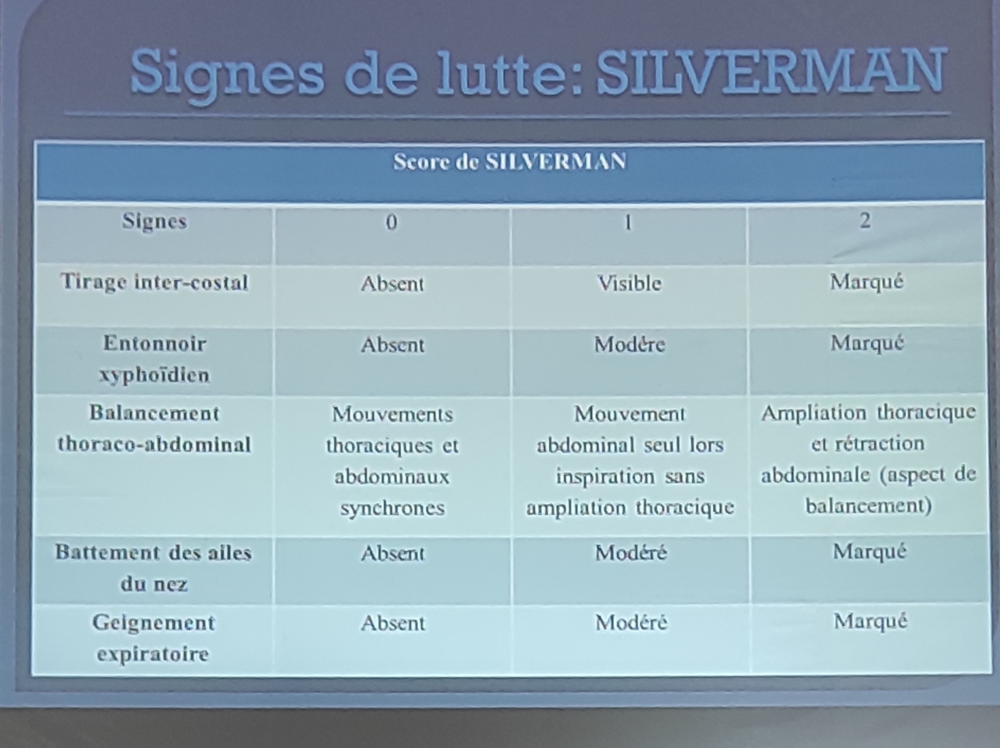 Signes de lutte: SILVERMAN
Score de SILVERMAN
Signes 0 1 2
Tirage inter-costal Absent Visible Marqué
Entonnoir Absent Modère Marqué
xyphoïdien
Balancement Mouvements Mouvement Ampliation thoracique
thoraco-abdominal thoraciques et abdominal seul lors et rétraction
abdominaux inspiration sans abdominale (aspect de
synchrones ampliation thoracique balancement)
Battement des ailes Absent Modéré Marqué
du nez
Geignement Absent Modéré Marqué
expiratoire